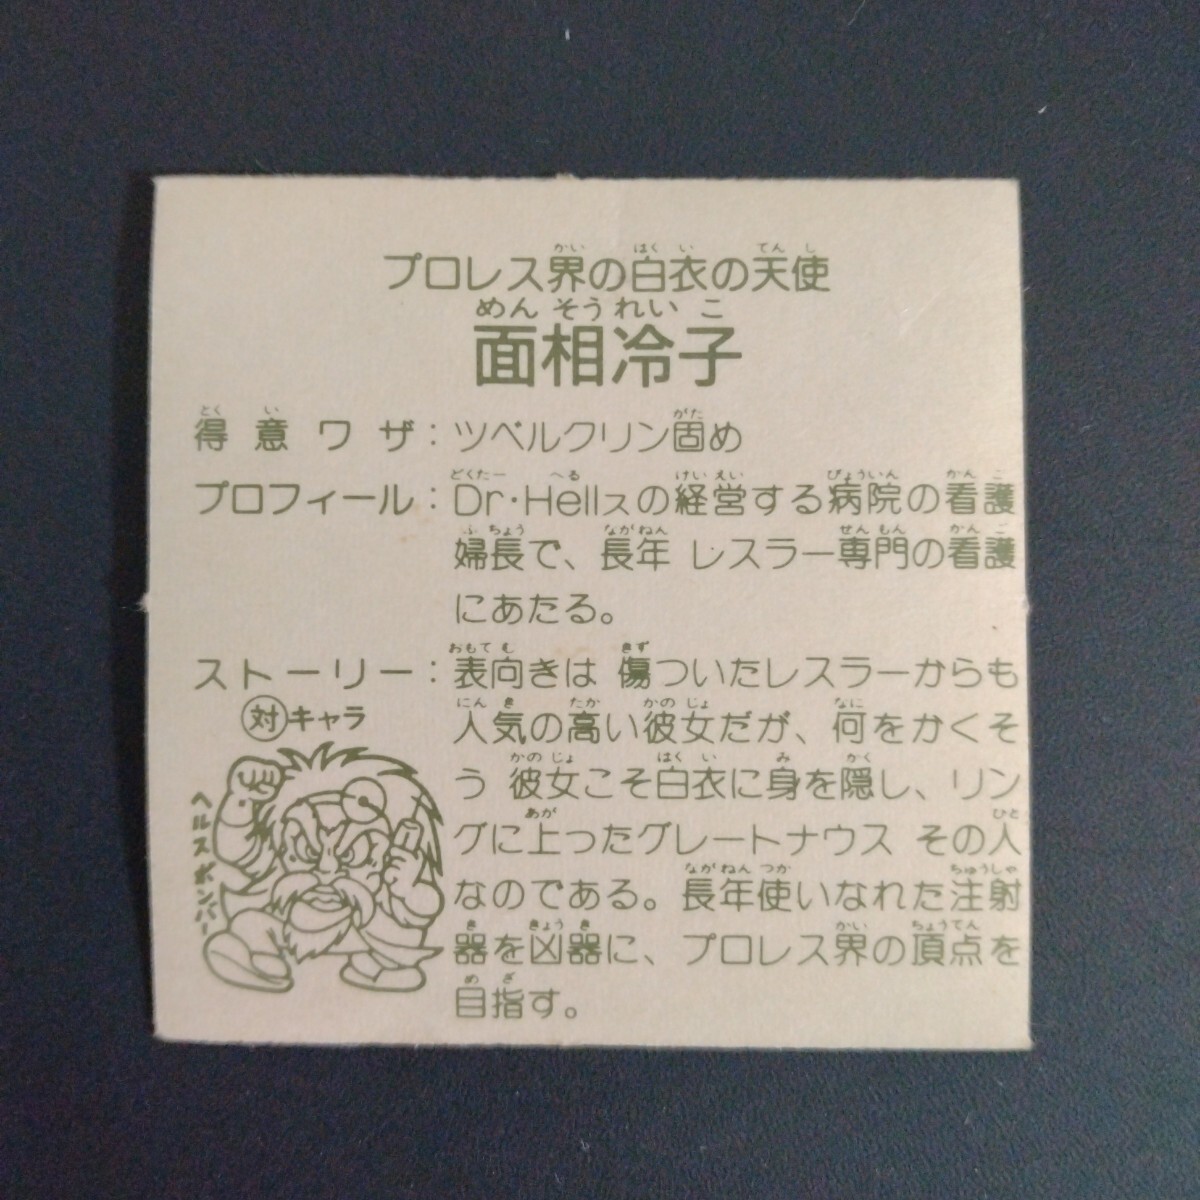 プロレス界の白衣の天使
面相冷子
得意ワザ：ツベルクリン固め
プロフィール：Dr・Hellスの経営する病院の看護
婦長で、長年 レスラー専門の看護
にあたる。
ストーリー：表向きは 傷ついたレスラーからも
人気の高い彼女だが、何をかくそ
う 彼女こそ白衣に身を隠し、リン
グに上ったグレートナウス その人
なのである。長年使いなれた注射
器を凶器に、プロレス界の頂点を
目指す。
対キャラ
ヘルスボンバー